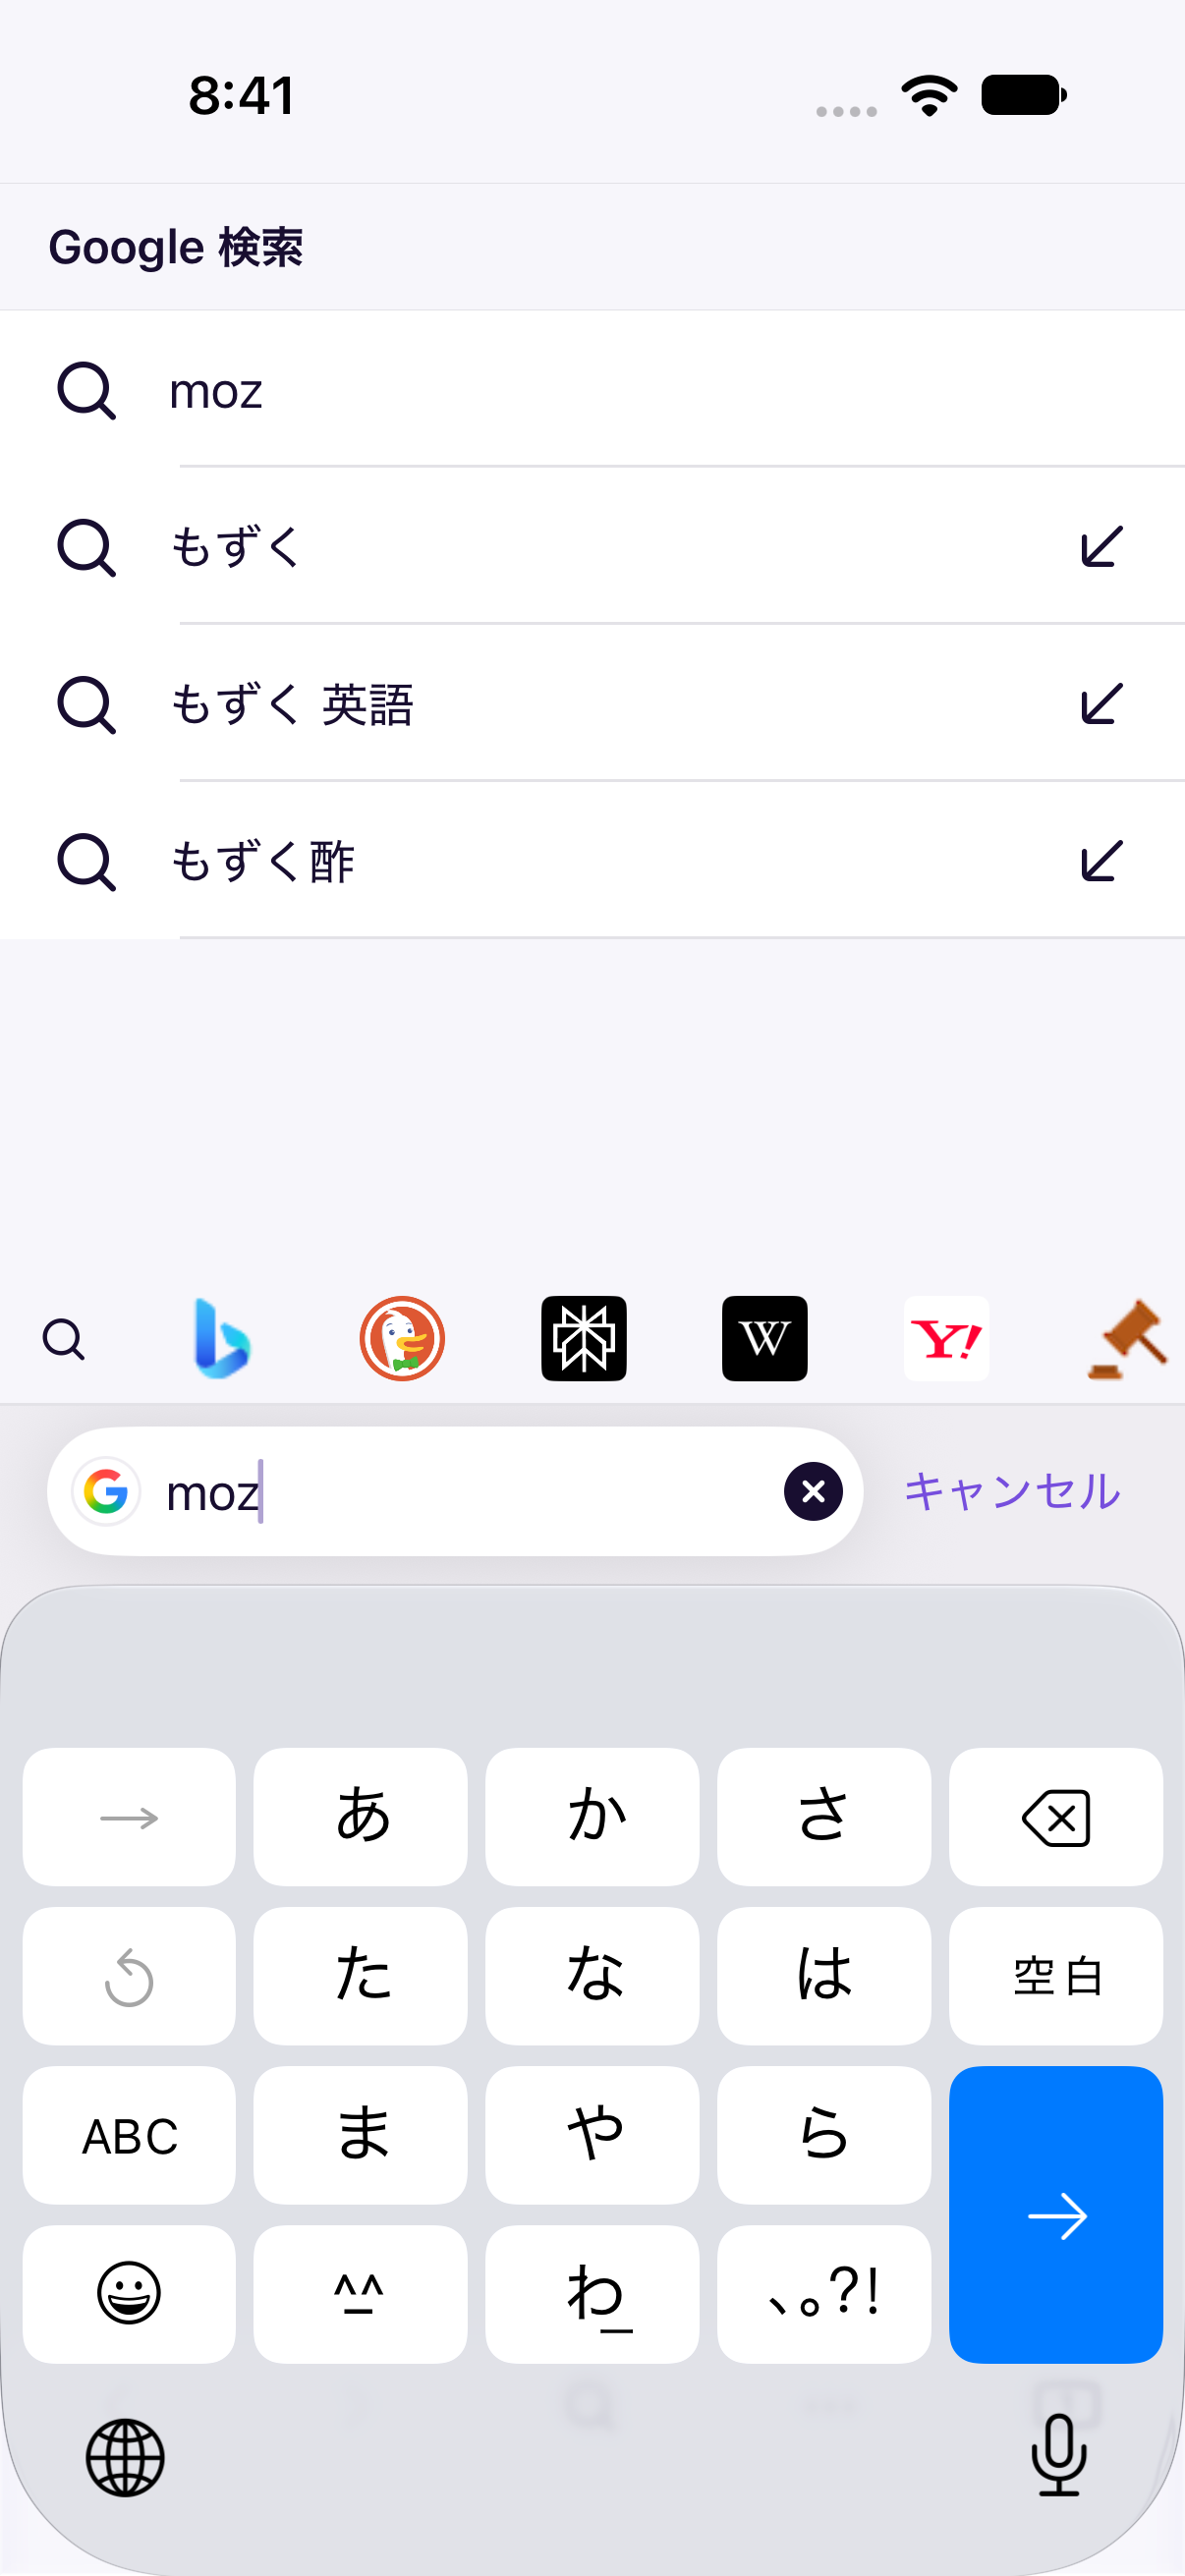 8:41
Google 検索
moz
もずく
もずく 英語
もずく酢
W
Y!
moz
キャンセル
→ あ か さ
た な は 空白
ABC ま や ら
^_^ わ_ 、。?!